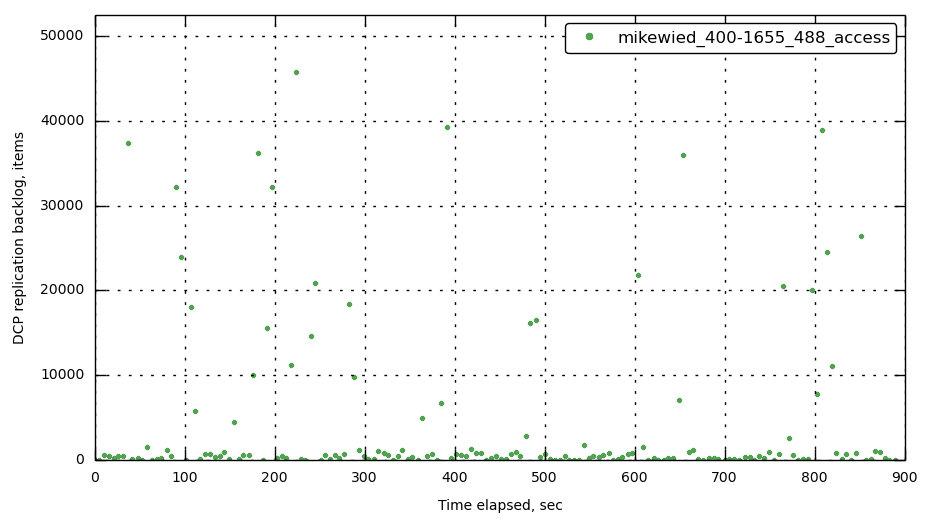 mikewied_400-1655_488_access
50000
40000
30000
20000
10000
0
DCP replication backlog, items
0 100 200 300 400 500 600 700 800 900
Time elapsed, sec